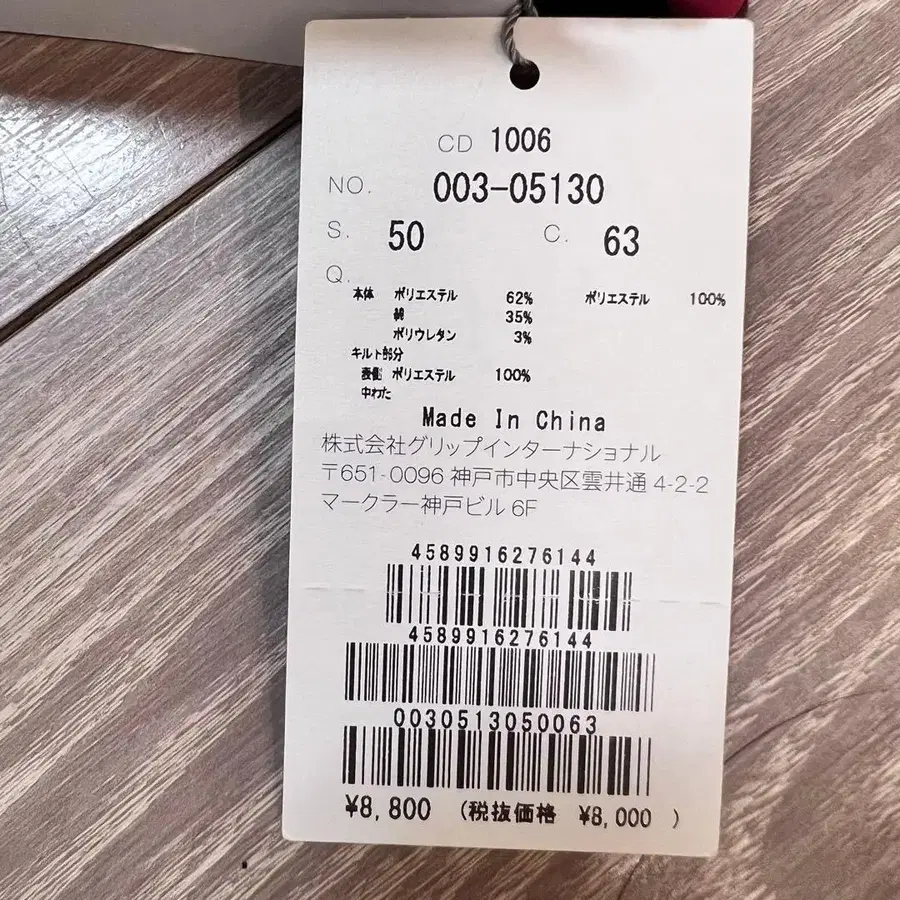 CD 1006
NO. 003-05130
S. 50 C. 63
Q.
本体 ポリエステル 62% ポリエステル 100%
綿 35%
ポリウレタン 3%
キルト部分
表側 ポリエステル 100%
中わた
Made In China
株式会社グリップインターナショナル
〒651-0096 神戸市中央区雲井通 4-2-2
マークラー神戸ビル 6F
4589916276144
4589916276144
0030513050063
¥8,800 (税抜価格 ¥8,000 )